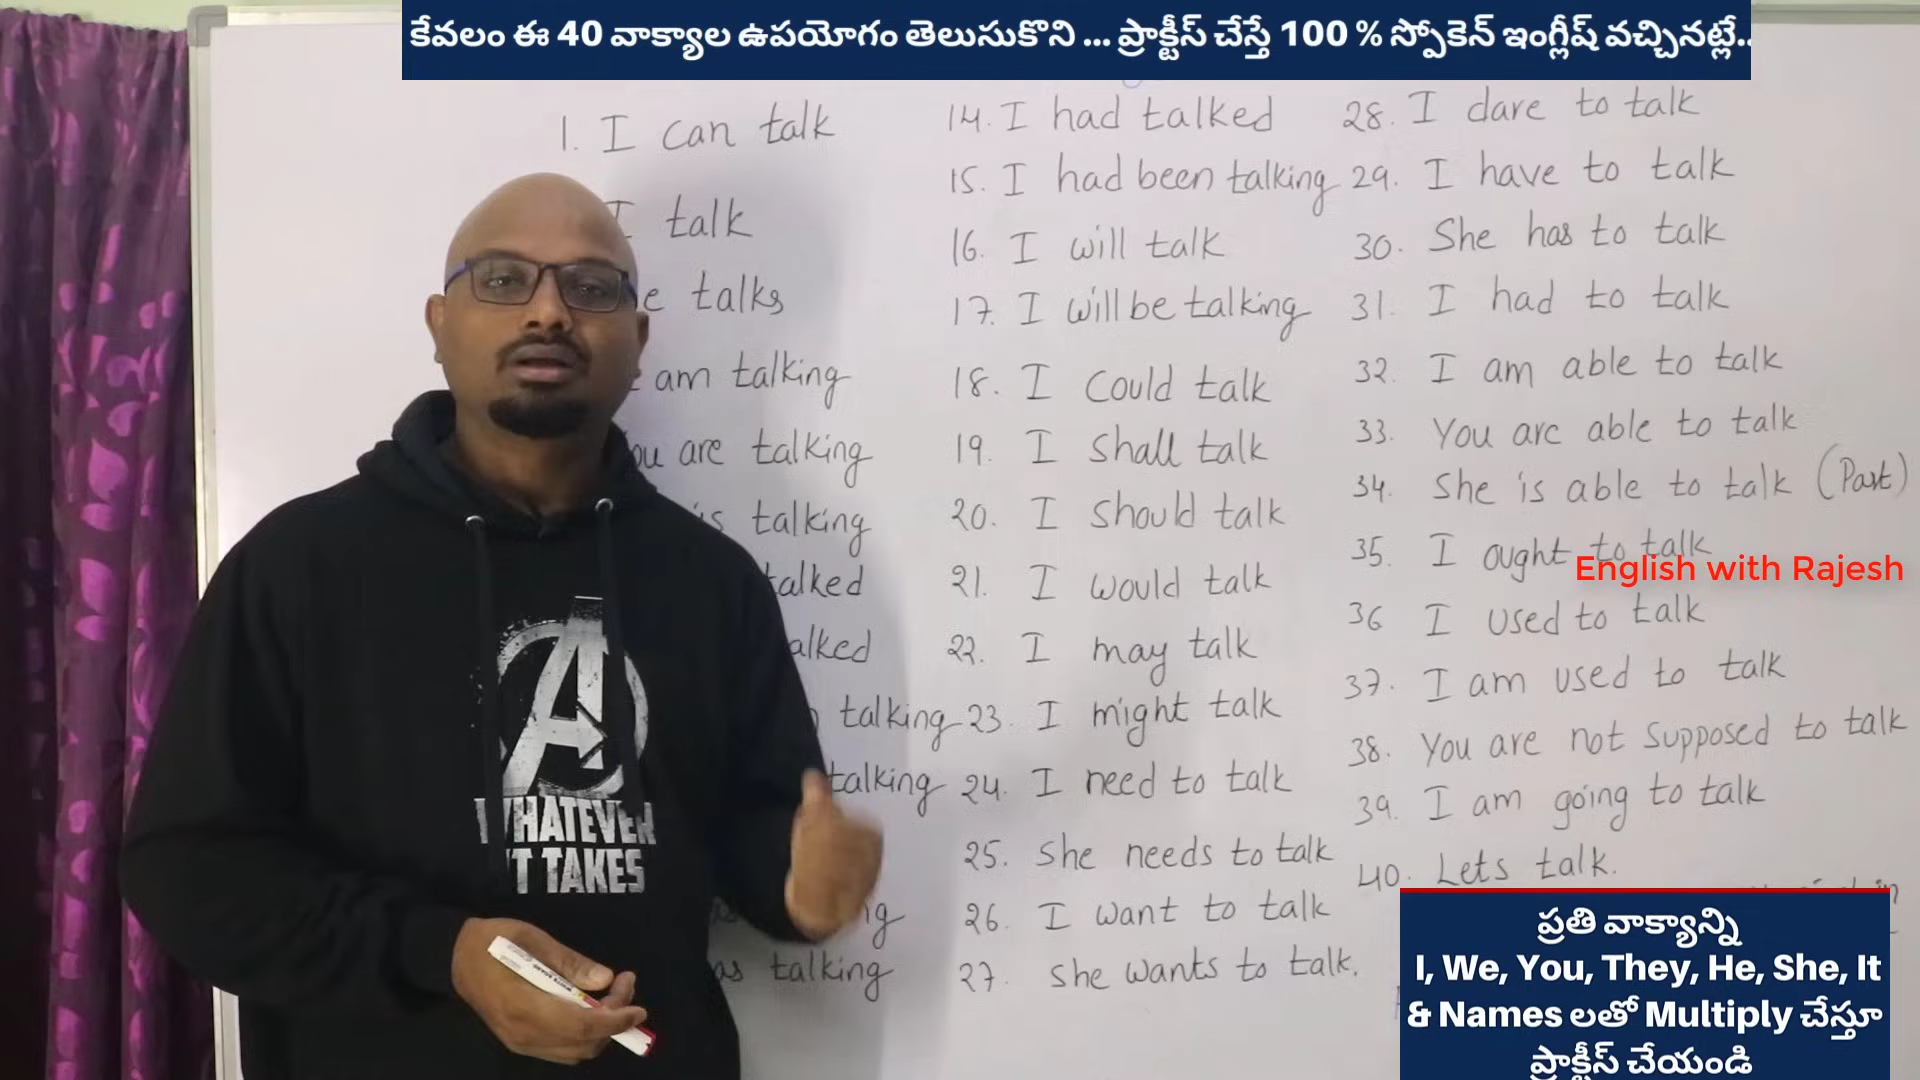 కేవలం ఈ 40 వాక్యాల ఉపయోగం తెలుసుకొని ... ప్రాక్టీస్ చేస్తే 100 % స్పోకెన్ ఇంగ్లీష్ వచ్చినట్లే..
1. I can talk
I talk
talks
am talking
are talking
is talking
talked
talking
talking
talking
14. I had talked
15. I had been talking
16. I will talk
17. I will be talking
18. I Could talk
19. I shall talk
20. I should talk
21. I would talk
22. I may talk
23. I might talk
24. I need to talk
25. She needs to talk
26. I want to talk
27. She wants to talk.
28. I dare to talk
29. I have to talk
30. She has to talk
31. I had to talk
32. I am able to talk
33. You are able to talk
34. She is able to talk (Past)
35. I ought to talk
English with Rajesh
36 I used to talk
37. I am used to talk
38. You are not supposed to talk
39. I am going to talk
40. Lets talk.
WHATEVER
IT TAKES
ప్రతి వాక్యాన్ని
I, We, You, They, He, She, It
& Names లతో Multiply చేస్తూ
ప్రాక్టీస్ చేయండి